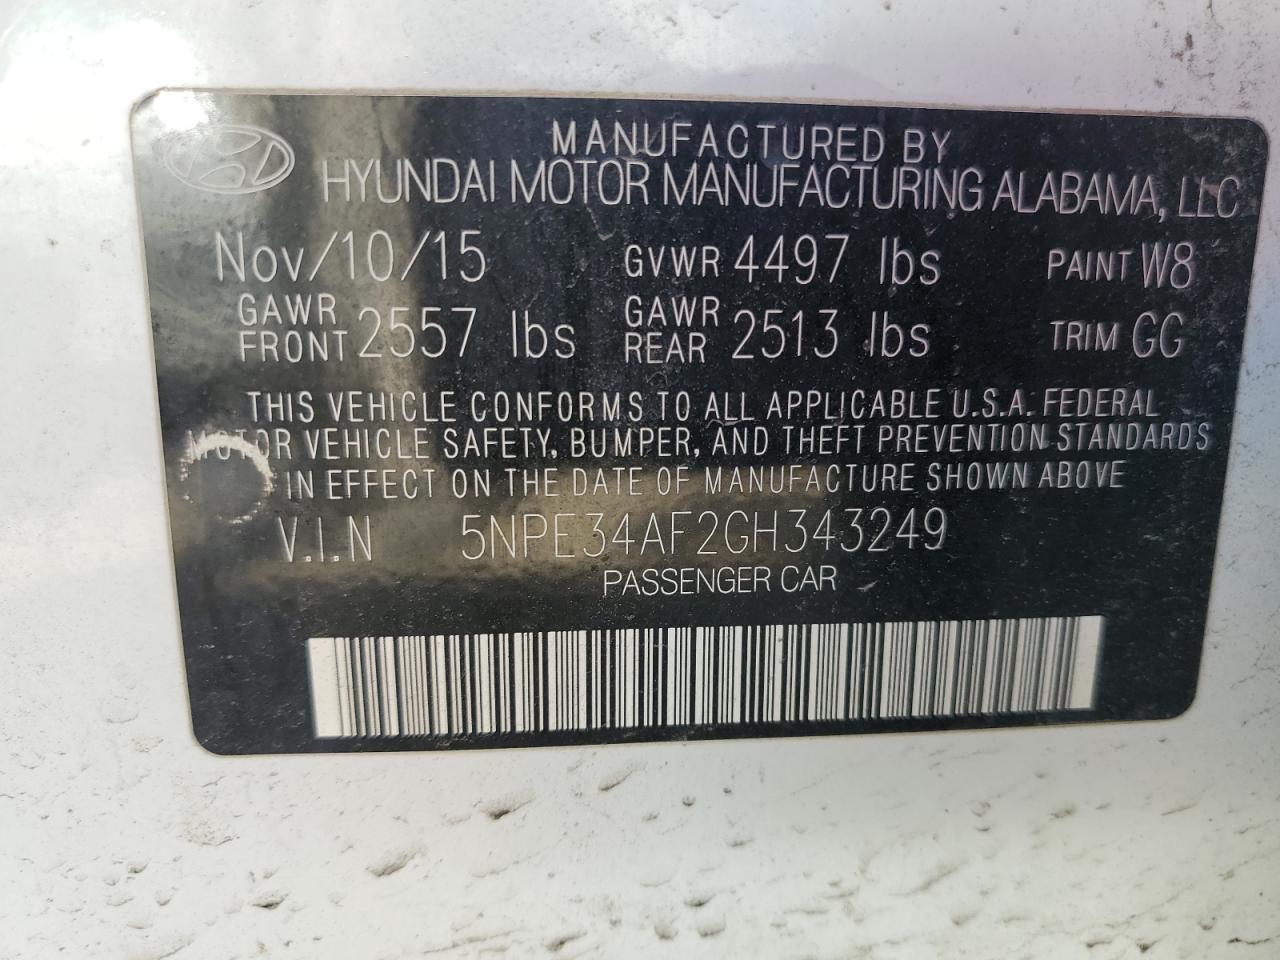 MANUFACTURED BY
HYUNDAI MOTOR MANUFACTURING ALABAMA, LLC
Nov/10/15 GVWR 4497 lbs PAINT W8
GAWR FRONT 2557 lbs GAWR REAR 2513 lbs TRIM GG
THIS VEHICLE CONFORMS TO ALL APPLICABLE U.S.A. FEDERAL
MOTOR VEHICLE SAFETY, BUMPER, AND THEFT PREVENTION STANDARDS
IN EFFECT ON THE DATE OF MANUFACTURE SHOWN ABOVE
V.I.N 5NPE34AF2GH343249
PASSENGER CAR